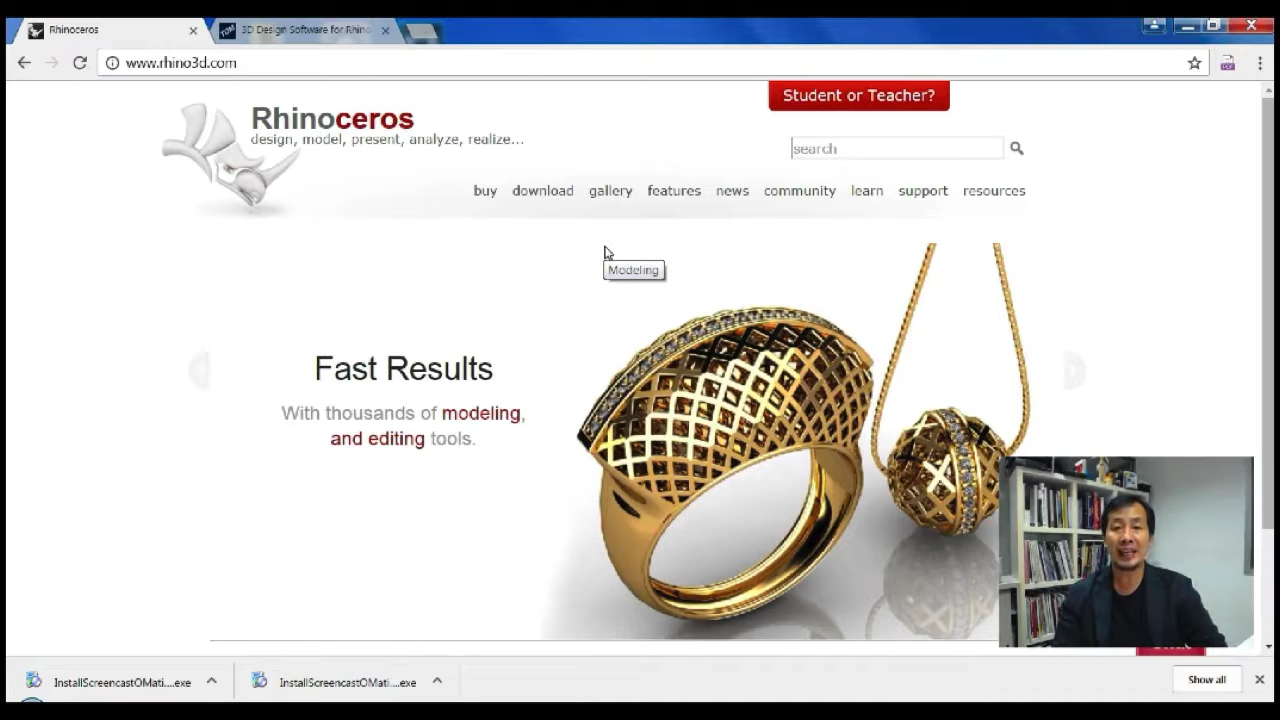 Rhinoceros
3D Design Software for Rhino
www.rhino3d.com
Student or Teacher?
Rhinoceros
design, model, present, analyze, realize...
search
buy download gallery features news community learn support resources
Modeling
Fast Results
With thousands of modeling,
and editing tools.
InstallScreencastOMati....exe
InstallScreencastOMati....exe
Show all